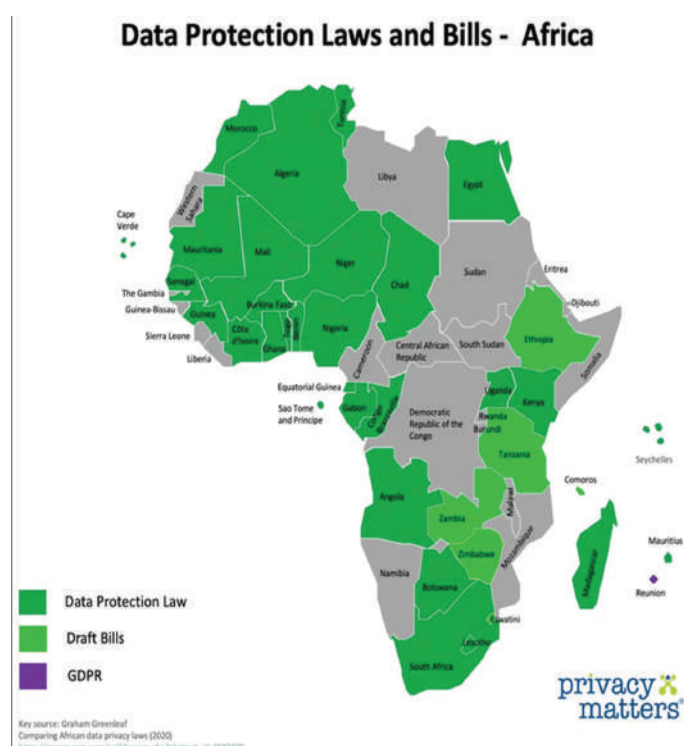 Data Protection Laws and Bills - Africa
Morocco
Tunisia
Algeria
Libya
Egypt
Western
Sahara
Cape
Verde
Mauritania
Mali
Niger
Chad
Sudan
Eritrea
Senegal
The Gambia
Guinea-Bissau
Guinea
Burkina Faso
Djibouti
Sierra Leone
Côte
d'Ivoire
Ghana
Togo
Benin
Nigeria
Ethiopia
Liberia
Cameroon
Central African
Republic
South Sudan
Somalia
Equatorial Guinea
Sao Tome
and Principe
Gabon
Congo
Brazzaville
Democratic
Republic of the
Congo
Uganda
Kenya
Rwanda
Burundi
Tanzania
Seychelles
Comoros
Angola
Zambia
Malawi
Mozambique
Zimbabwe
Madagascar
Mauritius
Reunion
Namibia
Botswana
Eswatini
Lesotho
South Africa
Data Protection Law
Draft Bills
GDPR
privacy
matters
Key source: Graham Greenleaf
Comparing African data privacy laws (2020)